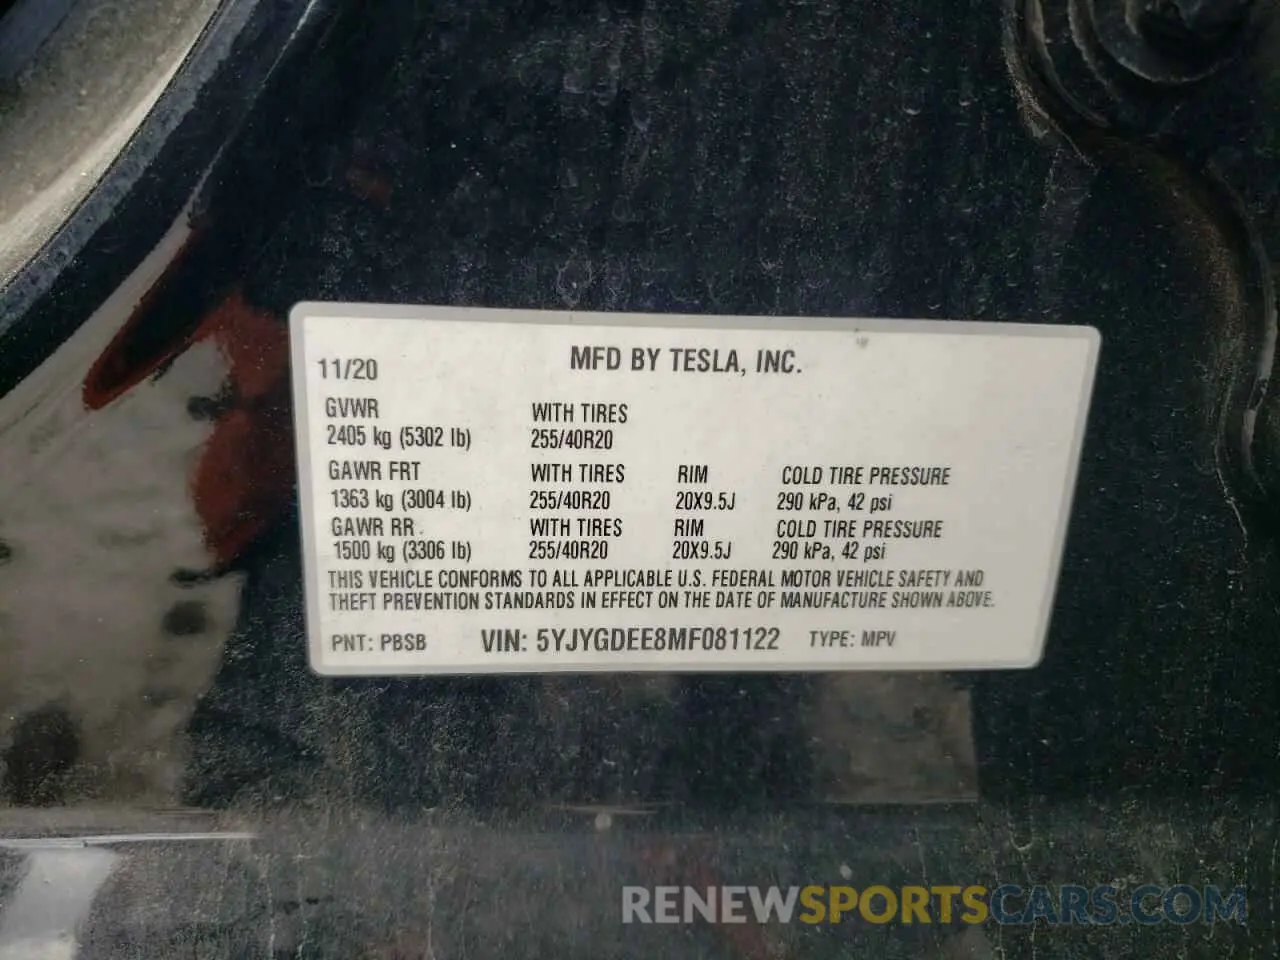 11/20 MFD BY TESLA, INC.
GVWR WITH TIRES
2405 kg (5302 lb) 255/40R20
GAWR FRT WITH TIRES RIM COLD TIRE PRESSURE
1363 kg (3004 lb) 255/40R20 20X9.5J 290 kPa, 42 psi
GAWR RR WITH TIRES RIM COLD TIRE PRESSURE
1500 kg (3306 lb) 255/40R20 20X9.5J 290 kPa, 42 psi
THIS VEHICLE CONFORMS TO ALL APPLICABLE U.S. FEDERAL MOTOR VEHICLE SAFETY AND
THEFT PREVENTION STANDARDS IN EFFECT ON THE DATE OF MANUFACTURE SHOWN ABOVE.
PNT: PBSB VIN: 5YJYGDEE8MF081122 TYPE: MPV
RENEWSPORTSCARS.COM